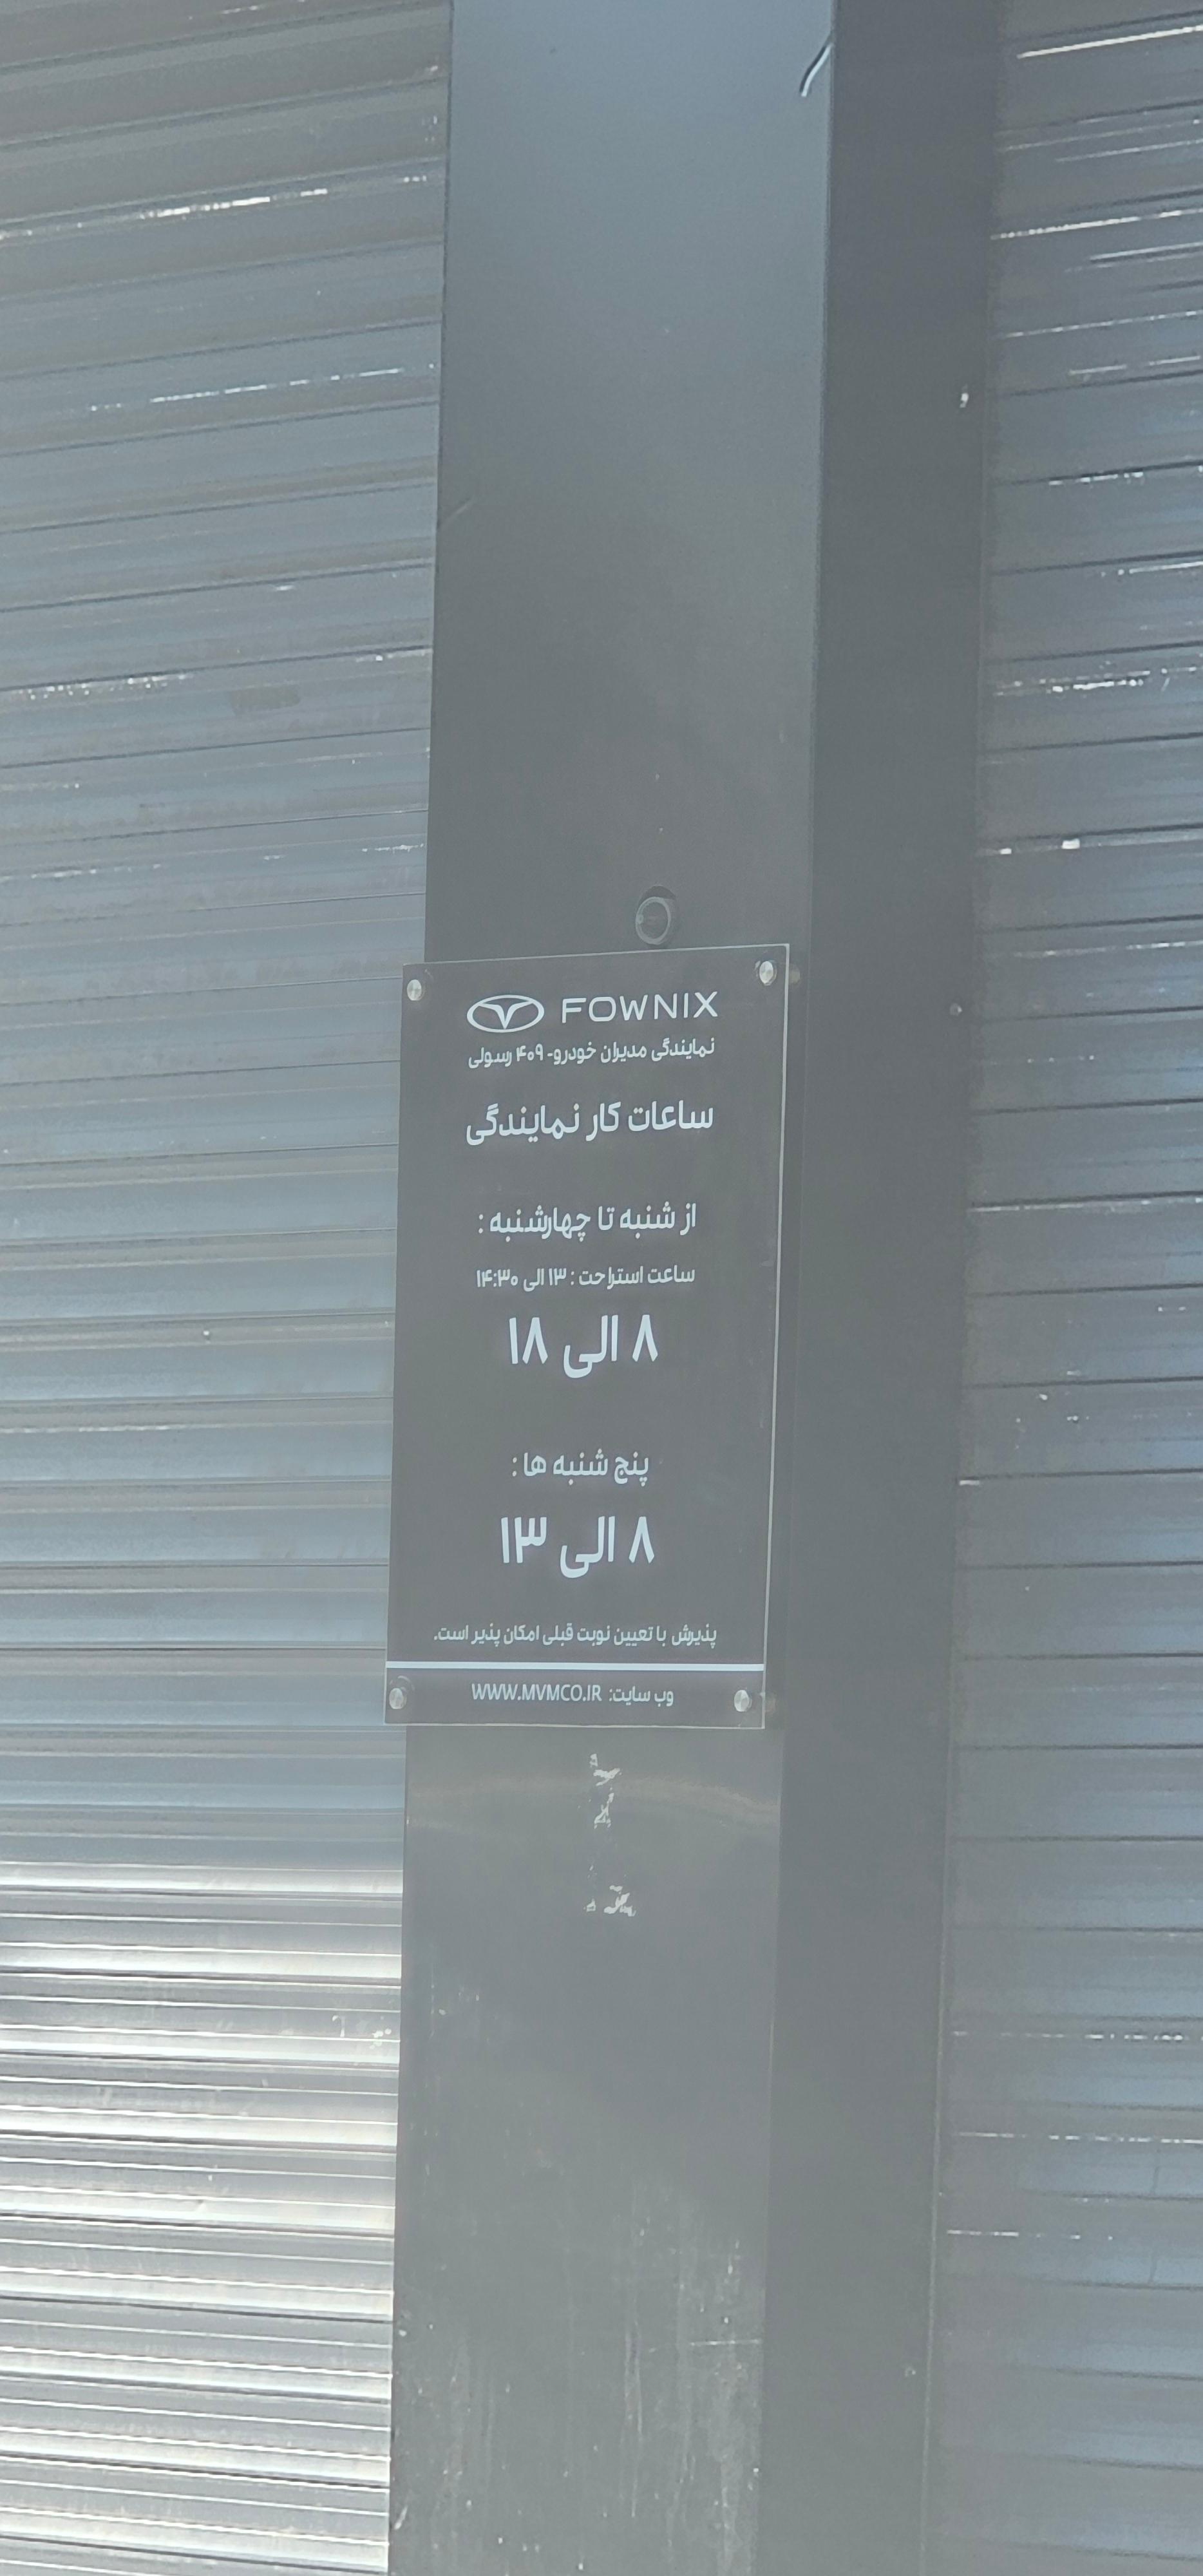 FOWNIX
نمایندگی مدیران خودرو- ۴۰۹ رسولی
ساعات کار نمایندگی
از شنبه تا چهارشنبه :
ساعت استراحت : ۱۳ الی ۱۴:۳۰
۸ الی ۱۸
پنج شنبه ها :
۸ الی ۱۳
پذیرش با تعیین نوبت قبلی امکان پذیر است.
وب سایت: WWW.MVMCO.IR